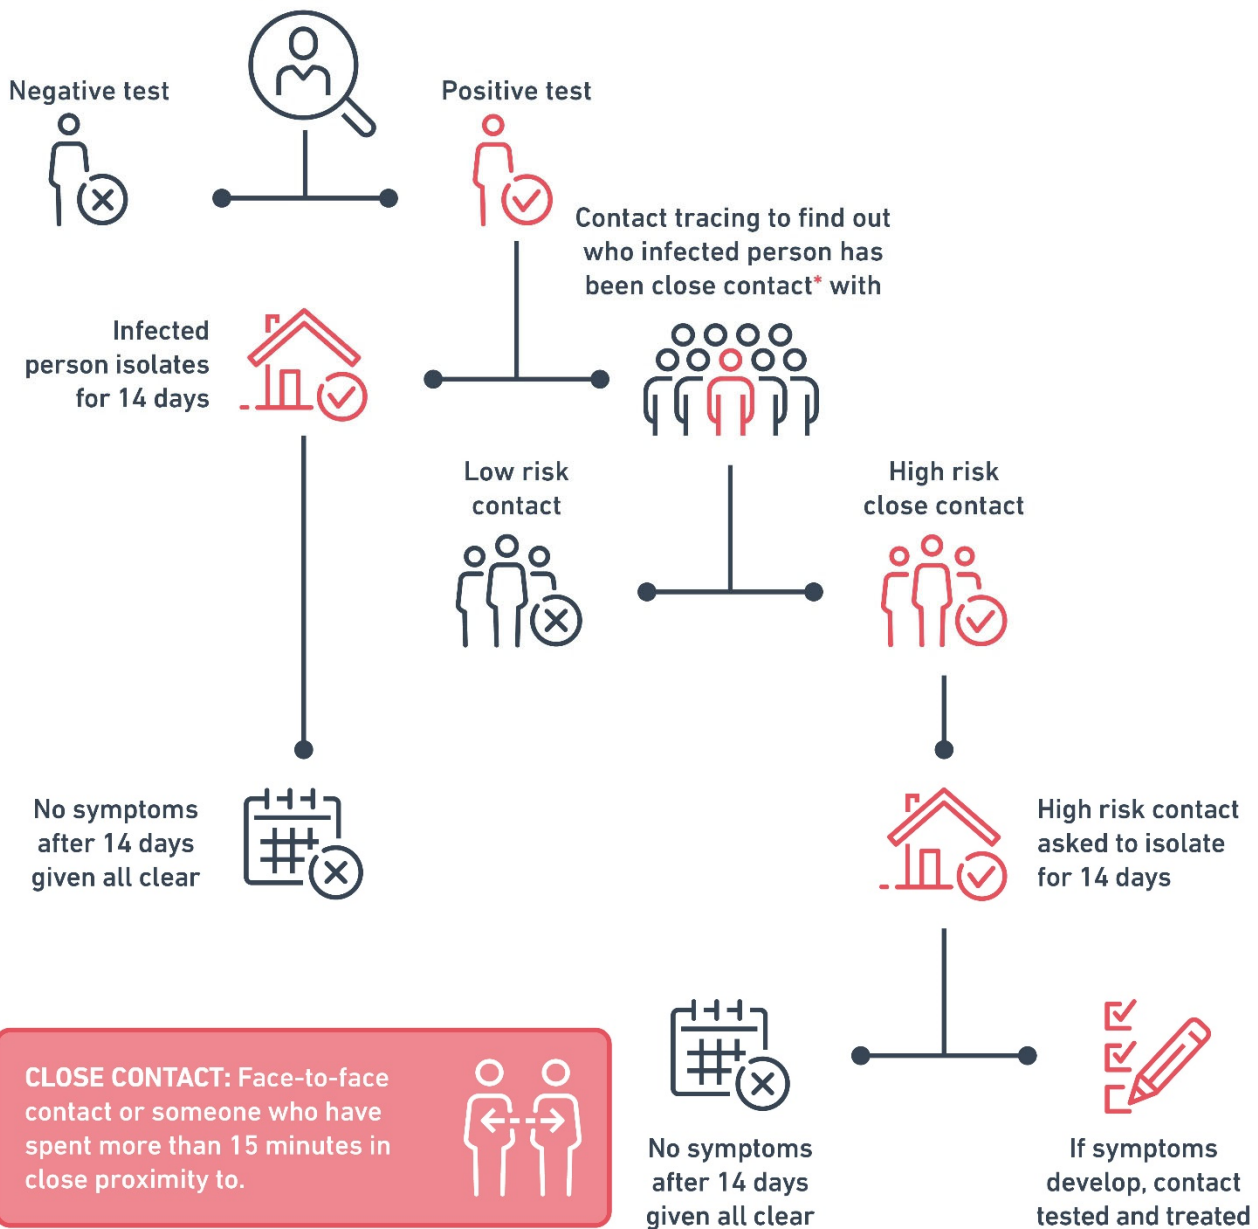 Negative test
Positive test
Contact tracing to find out
who infected person has
been close contact* with
Infected
person isolates
for 14 days
Low risk
contact
High risk
close contact
No symptoms
after 14 days
given all clear
High risk contact
asked to isolate
for 14 days
CLOSE CONTACT: Face-to-face
contact or someone who have
spent more than 15 minutes in
close proximity to.
No symptoms
after 14 days
given all clear
If symptoms
develop, contact
tested and treated